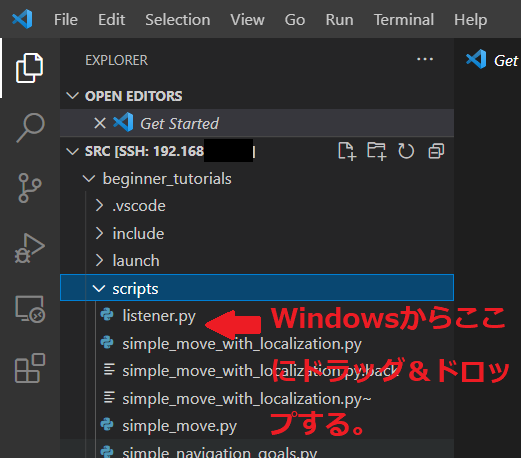 File Edit Selection View Go Run Terminal Help
EXPLORER
Get
OPEN EDITORS
Get Started
SRC [SSH: 192.168 ]
beginner_tutorials
.vscode
include
launch
scripts
listener.py
simple_move_with_localization.py
simple_move_with_localization.py.back
simple_move_with_localization.py~
simple_move.py
simple_navigation_goals.py
Windowsからここ
にドラッグ＆ドロッ
プする。